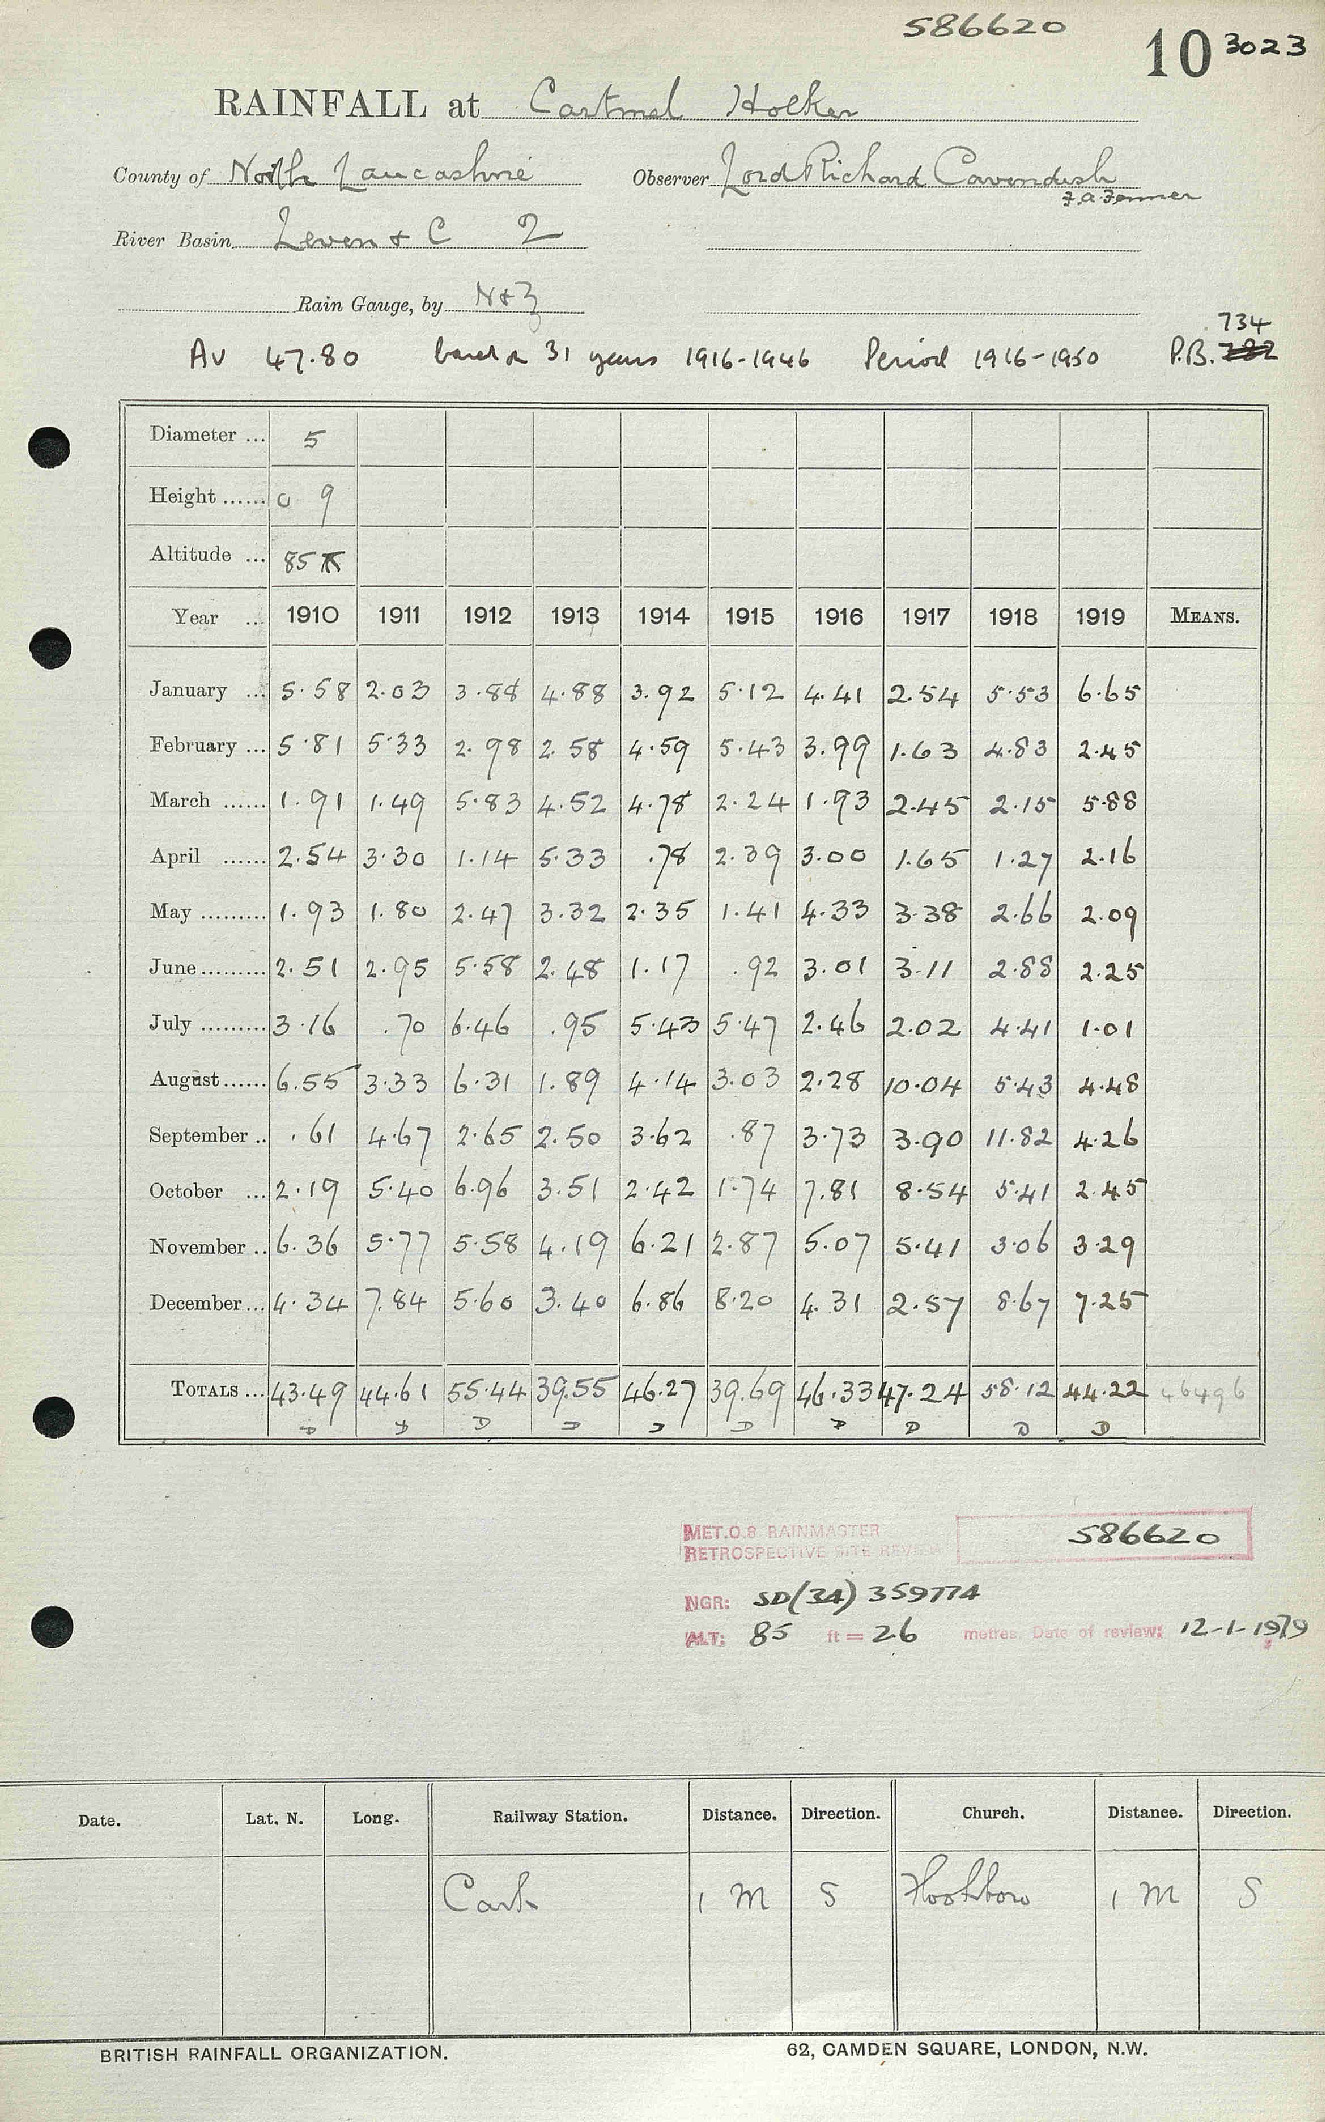 586620
10 3023
RAINFALL at Cartmel Holker
County of North Lancashire Observer Lord Richard Cavendish
F.A. Fenner
River Basin Leven & C 2
Rain Gauge, by N & Z
734
Av 47.80 based on 31 years 1916-1946 Period 1916-1950 P.B. 782
Diameter ... 5
Height ...... 0 9
Altitude ... 85
Year ... 1910 1911 1912 1913 1914 1915 1916 1917 1918 1919 MEANS.
January ... 5.58 2.03 3.88 4.88 3.92 5.12 4.41 2.54 5.53 6.65
February ... 5.81 5.33 2.98 2.58 4.59 5.43 3.99 1.63 4.83 2.45
March ...... 1.91 1.49 5.83 4.52 4.78 2.24 1.93 2.45 2.15 5.88
April ...... 2.54 3.30 1.14 5.33 .78 2.39 3.00 1.65 1.27 2.16
May ......... 1.93 1.80 2.47 3.32 2.35 1.41 4.33 3.38 2.66 2.09
June ......... 2.51 2.95 5.58 2.48 1.17 .92 3.01 3.11 2.88 2.25
July ......... 3.16 .70 6.46 .95 5.43 5.47 2.46 2.02 4.41 1.01
August ...... 6.55 3.33 6.31 1.89 4.14 3.03 2.28 10.04 5.43 4.48
September .. .61 4.67 2.65 2.50 3.62 .87 3.73 3.90 11.82 4.26
October ... 2.19 5.40 6.96 3.51 2.42 1.74 7.81 8.54 5.41 2.45
November .. 6.36 5.77 5.58 4.19 6.21 2.87 5.07 5.41 3.06 3.29
December ... 4.34 7.84 5.60 3.40 6.86 8.20 4.31 2.57 8.67 7.25
TOTALS ... 43.49 44.61 55.44 39.55 46.27 39.69 46.33 47.24 58.12 44.22 46496
D D D D D D D D D D
MET.O.8 RAINMASTER
RETROSPECTIVE SITE REVIEW 586620
NGR: SD(34) 359774
ALT: 85 ft = 26 metres. Date of review: 12-1-1979
Date. Lat. N. Long. Railway Station. Distance. Direction. Church. Distance. Direction.
Cark 1 M S 1 M S
BRITISH RAINFALL ORGANIZATION. 62, CAMDEN SQUARE, LONDON, N.W.